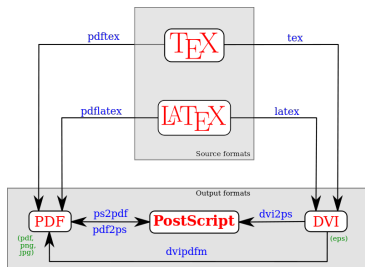 pdftex
TEX
tex
pdflatex
LATEX
latex
Source formats
Output formats
PDF
ps2pdf
pdf2ps
PostScript
dvi2ps
DVI
(pdf,
png,
jpg)
(eps)
dvipdfm